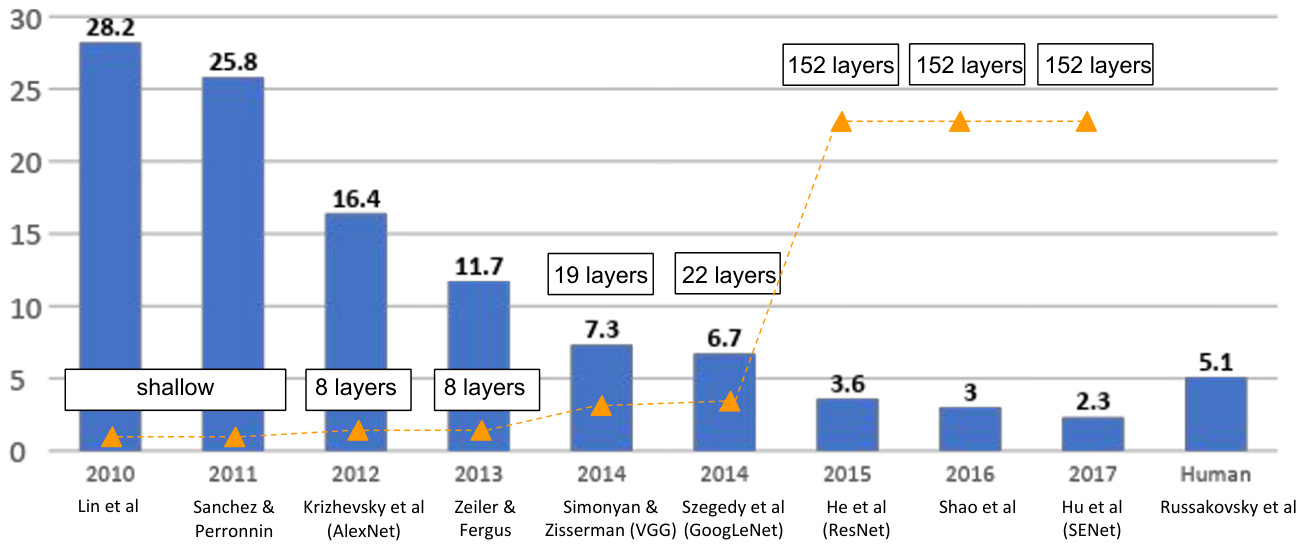 30
25
20
15
10
5
0
28.2
25.8
16.4
11.7
7.3
6.7
3.6
3
2.3
5.1
shallow
8 layers
8 layers
19 layers
22 layers
152 layers
152 layers
152 layers
2010
2011
2012
2013
2014
2014
2015
2016
2017
Human
Lin et al
Sanchez &
Perronnin
Krizhevsky et al
(AlexNet)
Zeiler &
Fergus
Simonyan &
Zisserman (VGG)
Szegedy et al
(GoogLeNet)
He et al
(ResNet)
Shao et al
Hu et al
(SENet)
Russakovsky et al